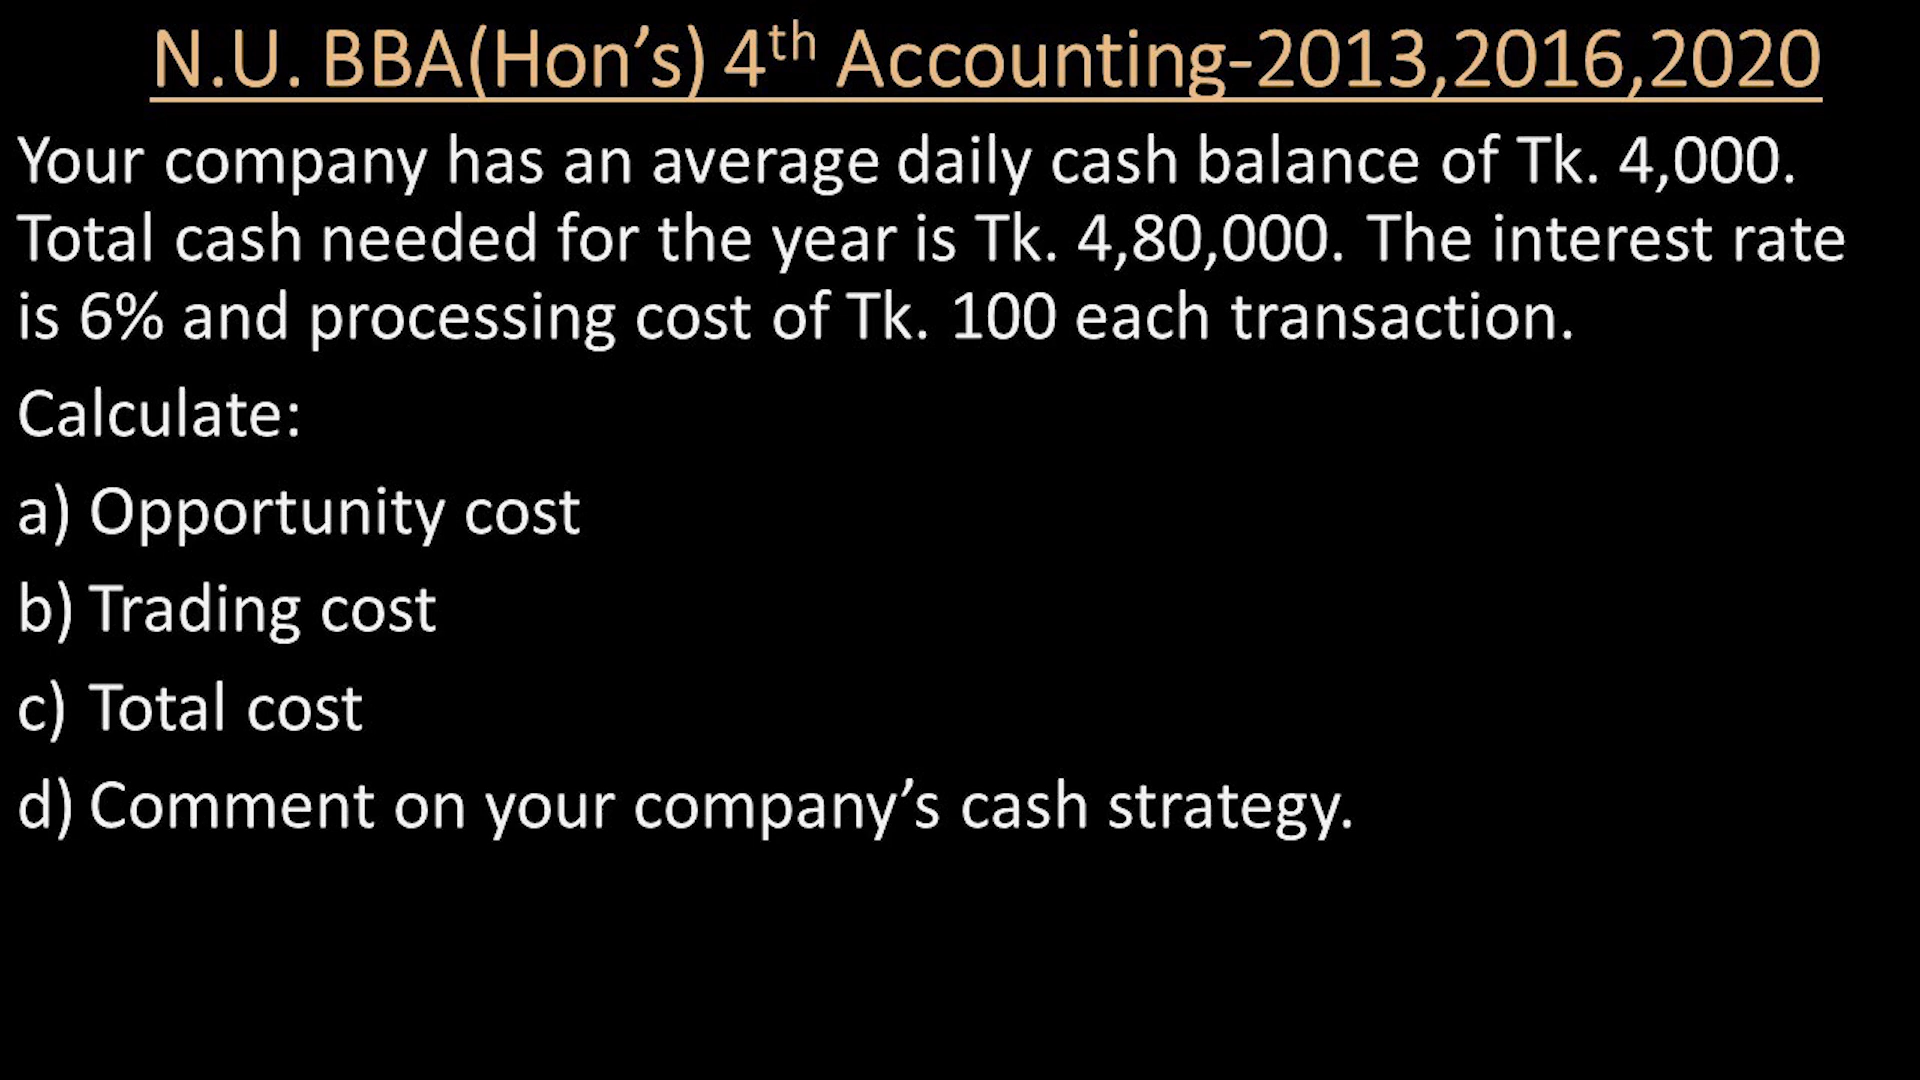 N.U. BBA(Hon’s) 4th Accounting-2013,2016,2020
Your company has an average daily cash balance of Tk. 4,000.
Total cash needed for the year is Tk. 4,80,000. The interest rate
is 6% and processing cost of Tk. 100 each transaction.
Calculate:
a) Opportunity cost
b) Trading cost
c) Total cost
d) Comment on your company’s cash strategy.